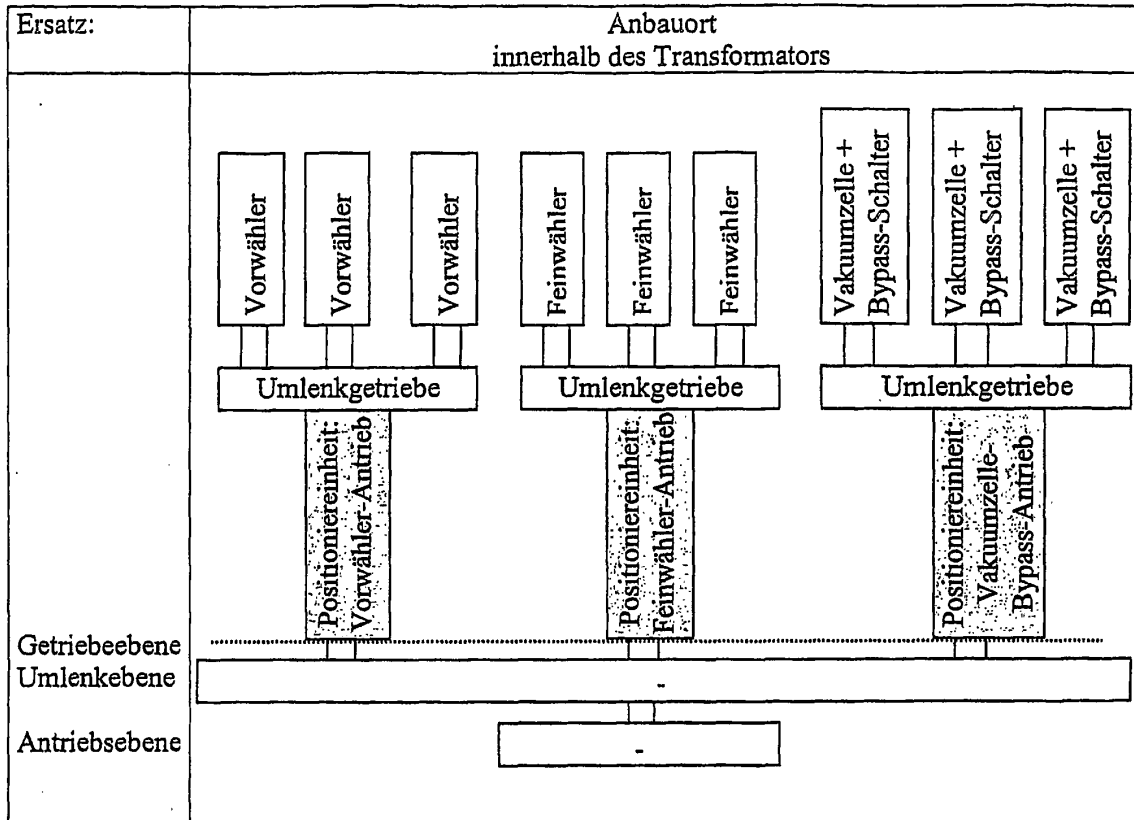 Ersatz:
Anbauort
innerhalb des Transformators
Vorwähler
Vorwähler
Vorwähler
Feinwähler
Feinwähler
Feinwähler
Vakuumzelle +
Bypass-Schalter
Vakuumzelle +
Bypass-Schalter
Vakuumzelle +
Bypass-Schalter
Umlenkgetriebe
Umlenkgetriebe
Umlenkgetriebe
Positioniereinheit:
Vorwähler-Antrieb
Positioniereinheit:
Feinwähler-Antrieb
Positioniereinheit:
Vakuumzelle-
Bypass-Antrieb
Getriebeebene
Umlenkebene
-
Antriebsebene
-